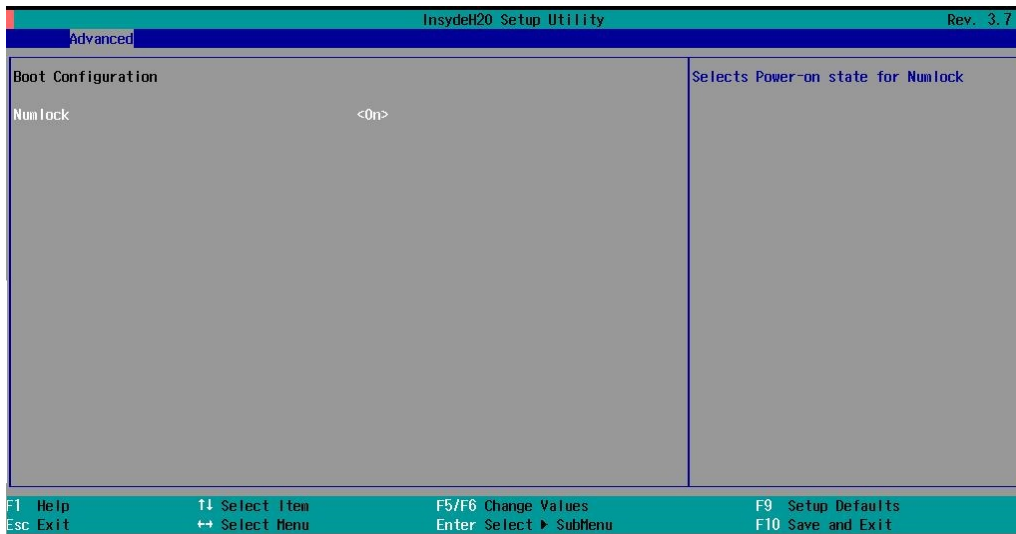 InsydeH20 Setup Utility Rev. 3.7
Advanced
Boot Configuration
Numlock <On>
Selects Power-on state for Numlock
F1 Help ↑↓ Select Item F5/F6 Change Values F9 Setup Defaults
Esc Exit ↔ Select Menu Enter Select ▶ SubMenu F10 Save and Exit